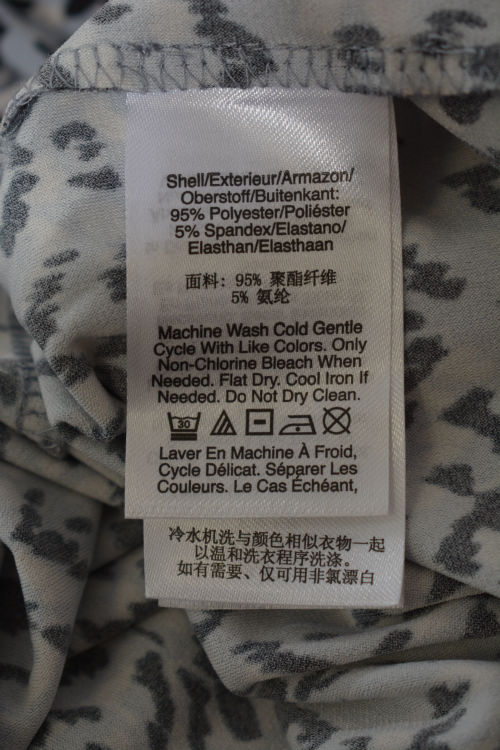 Shell/Exterieur/Armazon/
Oberstoff/Buitenkant:
95% Polyester/Poliéster
5% Spandex/Elastano/
Elasthan/Elasthaan
面料: 95% 聚酯纤维
5% 氨纶
Machine Wash Cold Gentle
Cycle With Like Colors. Only
Non-Chlorine Bleach When
Needed. Flat Dry. Cool Iron If
Needed. Do Not Dry Clean.
30
Laver En Machine À Froid,
Cycle Délicat. Séparer Les
Couleurs. Le Cas Échéant,
冷水机洗与颜色相似衣物一起
以温和洗衣程序洗涤.
如有需要、仅可用非氯漂白